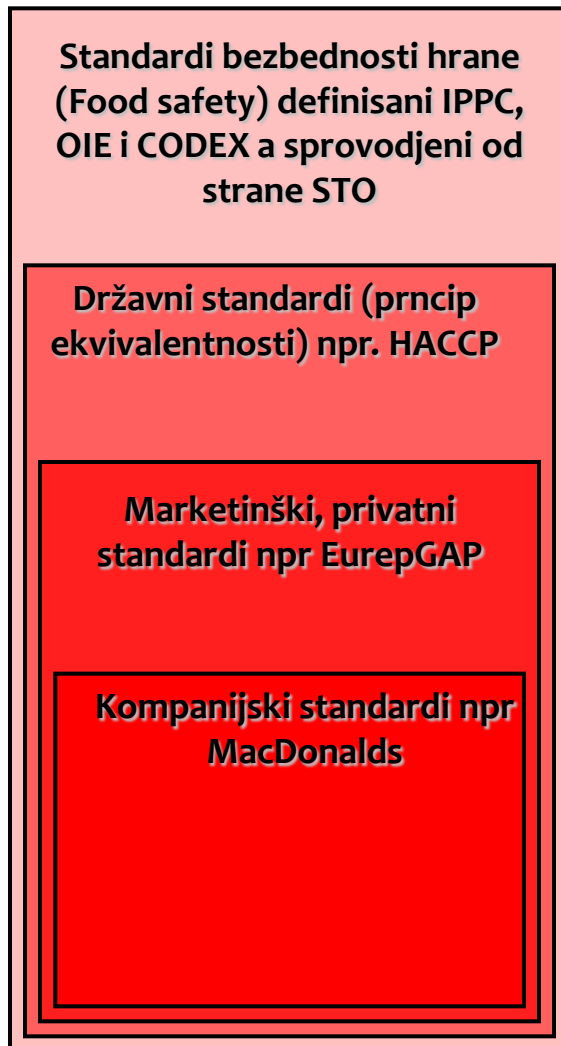 Standardi bezbednosti hrane
(Food safety) definisani IPPC,
OIE i CODEX a sprovodjeni od
strane STO
Državni standardi (prncip
ekvivalentnosti) npr. HACCP
Marketinški, privatni
standardi npr EurepGAP
Kompanijski standardi npr
MacDonalds